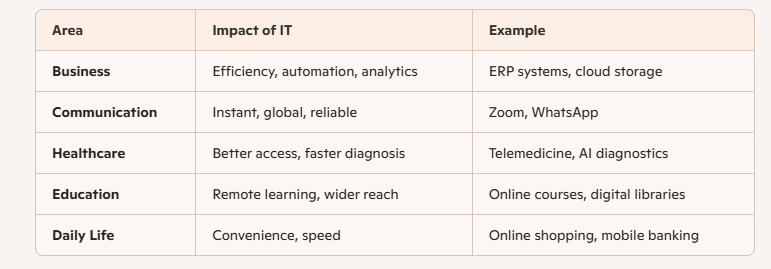 Area Impact of IT Example
Business Efficiency, automation, analytics ERP systems, cloud storage
Communication Instant, global, reliable Zoom, WhatsApp
Healthcare Better access, faster diagnosis Telemedicine, AI diagnostics
Education Remote learning, wider reach Online courses, digital libraries
Daily Life Convenience, speed Online shopping, mobile banking